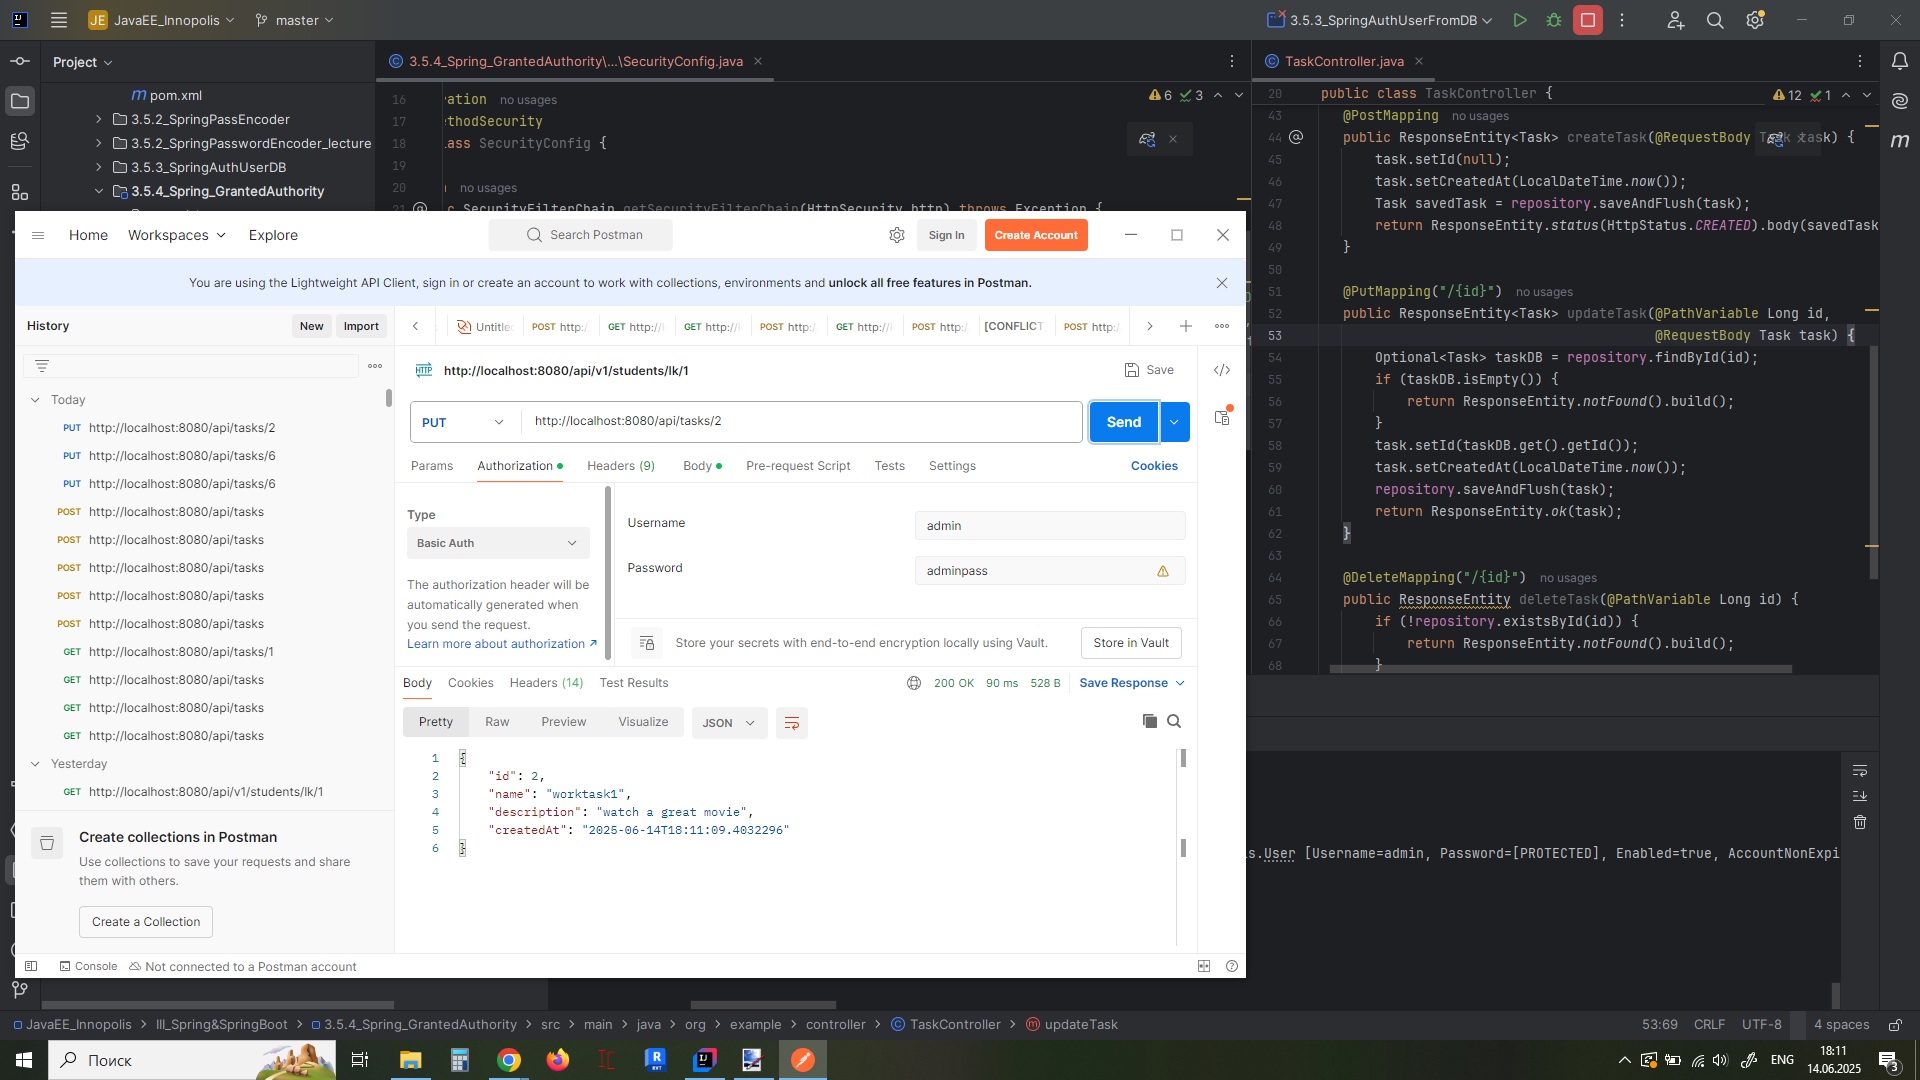 JE JavaEE_Innopolis master 3.5.3_SpringAuthUserFromDB
Project
pom.xml
3.5.2_SpringPassEncoder
3.5.2_SpringPasswordEncoder_lecture
3.5.3_SpringAuthUserDB
3.5.4_Spring_GrantedAuthority
3.5.4_Spring_GrantedAuthority\...\SecurityConfig.java
6 3
16 ration no usages
17 ethodSecurity
18 lass SecurityConfig {
19
20 no usages
21 c SecurityFilterChain getSecurityFilterChain(HttpSecurity http) throws Exception {
TaskController.java
12 1
20 public class TaskController {
43 @PostMapping no usages
44 public ResponseEntity<Task> createTask(@RequestBody Task task) {
45 task.setId(null);
46 task.setCreatedAt(LocalDateTime.now());
47 Task savedTask = repository.saveAndFlush(task);
48 return ResponseEntity.status(HttpStatus.CREATED).body(savedTask
49 }
50
51 @PutMapping("/{id}") no usages
52 public ResponseEntity<Task> updateTask(@PathVariable Long id,
53 @RequestBody Task task) {
54 Optional<Task> taskDB = repository.findById(id);
55 if (taskDB.isEmpty()) {
56 return ResponseEntity.notFound().build();
57 }
58 task.setId(taskDB.get().getId());
59 task.setCreatedAt(LocalDateTime.now());
60 repository.saveAndFlush(task);
61 return ResponseEntity.ok(task);
62 }
63
64 @DeleteMapping("/{id}") no usages
65 public ResponseEntity deleteTask(@PathVariable Long id) {
66 if (!repository.existsById(id)) {
67 return ResponseEntity.notFound().build();
68 }
Home Workspaces Explore Search Postman Sign In Create Account
You are using the Lightweight API Client, sign in or create an account to work with collections, environments and unlock all free features in Postman.
History New Import
Today
PUT http://localhost:8080/api/tasks/2
PUT http://localhost:8080/api/tasks/6
PUT http://localhost:8080/api/tasks/6
POST http://localhost:8080/api/tasks
POST http://localhost:8080/api/tasks
POST http://localhost:8080/api/tasks
POST http://localhost:8080/api/tasks
POST http://localhost:8080/api/tasks
GET http://localhost:8080/api/tasks/1
GET http://localhost:8080/api/tasks
GET http://localhost:8080/api/tasks
GET http://localhost:8080/api/tasks
Yesterday
GET http://localhost:8080/api/v1/students/lk/1
Create collections in Postman
Use collections to save your requests and share
them with others.
Create a Collection
Untitle POST http: GET http:/ GET http:/ POST http: GET http:/ POST http: [CONFLICT POST http:
HTTP http://localhost:8080/api/v1/students/lk/1 Save
PUT http://localhost:8080/api/tasks/2 Send
Params Authorization Headers (9) Body Pre-request Script Tests Settings Cookies
Type
Basic Auth
The authorization header will be
automatically generated when
you send the request.
Learn more about authorization ↗
Username admin
Password adminpass
Store your secrets with end-to-end encryption locally using Vault. Store in Vault
Body Cookies Headers (14) Test Results 200 OK 90 ms 528 B Save Response
Pretty Raw Preview Visualize JSON
1 {
2 "id": 2,
3 "name": "worktask1",
4 "description": "watch a great movie",
5 "createdAt": "2025-06-14T18:11:09.4032296"
6 }
Console Not connected to a Postman account
s.User [Username=admin, Password=[PROTECTED], Enabled=true, AccountNonExpi
JavaEE_Innopolis > III_Spring&SpringBoot > 3.5.4_Spring_GrantedAuthority > src > main > java > org > example > controller > TaskController > updateTask
53:69 CRLF UTF-8 4 spaces
Поиск
ENG
18:11
14.06.2025
3